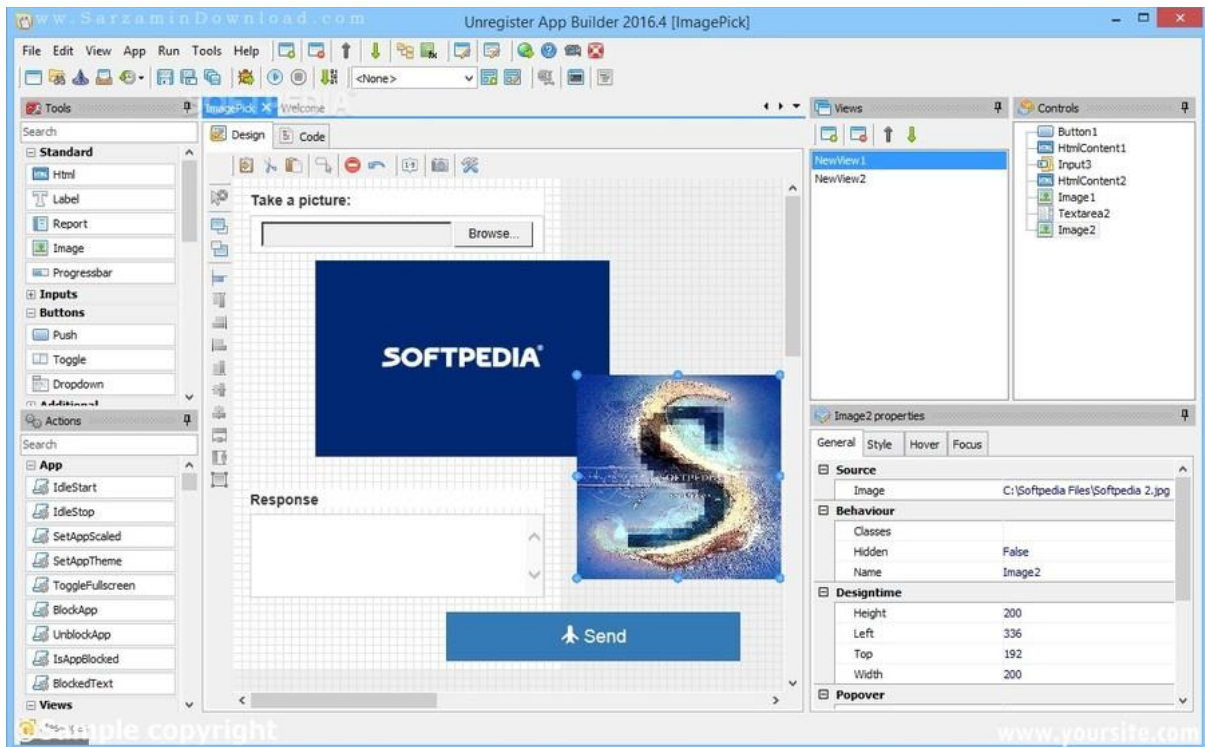 www.SarzaminDownload.com
Unregister App Builder 2016.4 [ImagePick]
File Edit View App Run Tools Help
<None>
Tools
Search
Standard
Html
Label
Report
Image
Progressbar
Inputs
Buttons
Push
Toggle
Dropdown
Additional
Actions
Search
App
IdleStart
IdleStop
SetAppScaled
SetAppTheme
ToggleFullscreen
BlockApp
UnblockApp
IsAppBlocked
BlockedText
Views
ImagePick Welcome
Design Code
Take a picture:
Browse...
SOFTPEDIA
SOFTPEDIA
Response
Send
Views
NewView1
NewView2
Controls
Button1
HtmlContent1
Input3
HtmlContent2
Image1
Textarea2
Image2
Image2 properties
General Style Hover Focus
Source
Image C:\Softpedia Files\Softpedia 2.jpg
Behaviour
Classes
Hidden False
Name Image2
Designtime
Height 200
Left 336
Top 192
Width 200
Popover
Sample copyright
www.yoursite.com